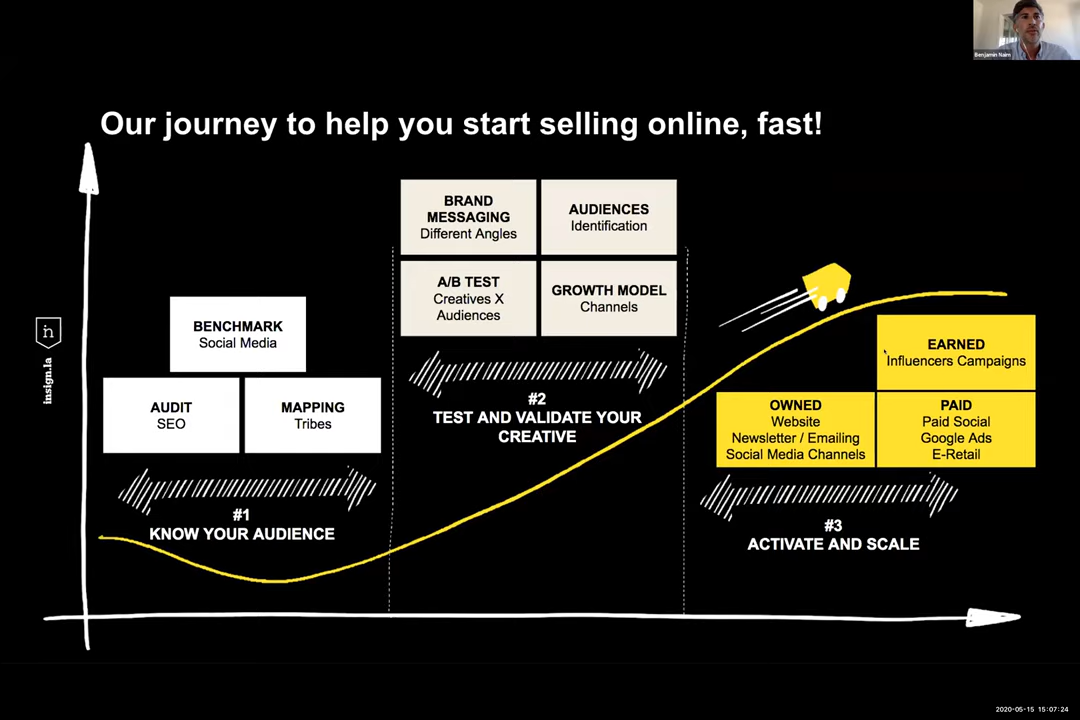 Benjamin Naim
Our journey to help you start selling online, fast!
BRAND
MESSAGING
Different Angles
AUDIENCES
Identification
A/B TEST
Creatives X
Audiences
GROWTH MODEL
Channels
BENCHMARK
Social Media
AUDIT
SEO
MAPPING
Tribes
in
insign.la
#1
KNOW YOUR AUDIENCE
#2
TEST AND VALIDATE YOUR
CREATIVE
EARNED
Influencers Campaigns
OWNED
Website
Newsletter / Emailing
Social Media Channels
PAID
Paid Social
Google Ads
E-Retail
#3
ACTIVATE AND SCALE
2020-05-15 15:07:24